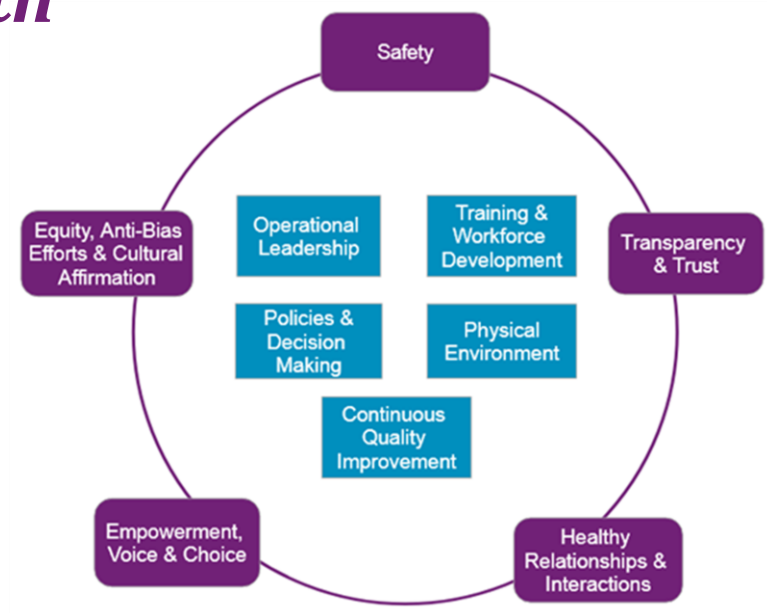 Safety
Equity, Anti-Bias
Efforts & Cultural
Affirmation
Operational
Leadership
Training &
Workforce
Development
Transparency
& Trust
Policies &
Decision
Making
Physical
Environment
Continuous
Quality
Improvement
Empowerment,
Voice & Choice
Healthy
Relationships &
Interactions